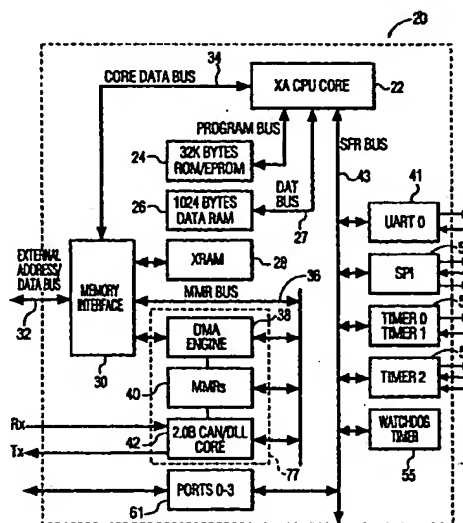 20
34
CORE DATA BUS
XA CPU CORE
22
PROGRAM BUS
SFR BUS
24
32K BYTES
ROM/EPROM
43
41
26
1024 BYTES
DATA RAM
DAT
BUS
27
UART 0
EXTERNAL
ADDRESS/
DATA BUS
XRAM
28
SPI
MEMORY
INTERFACE
MMR BUS
36
32
38
TIMER 0
TIMER 1
DMA
ENGINE
30
40
MMRs
TIMER 2
Rx
Tx
42
2.0B CAN/DLL
CORE
77
WATCHDOG
TIMER
55
PORTS 0-3
61